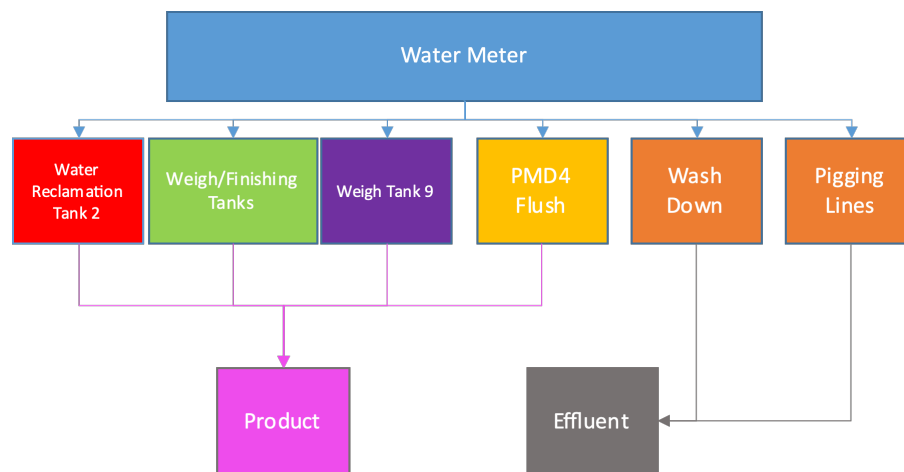 Water Meter
Water
Reclamation
Tank 2
Weigh/Finishing
Tanks
Weigh Tank 9
PMD4
Flush
Wash
Down
Pigging
Lines
Product
Effluent